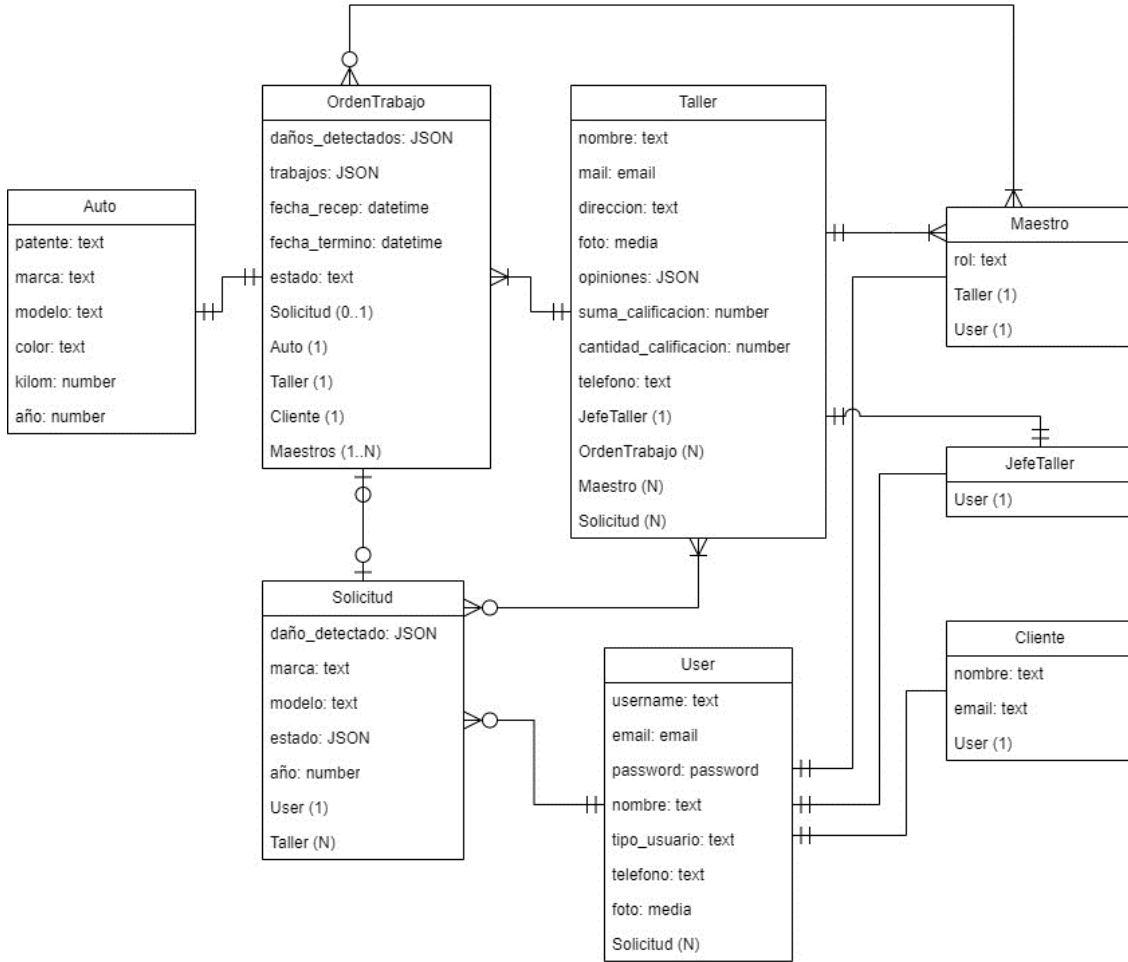 OrdenTrabajo
daños_detectados: JSON
trabajos: JSON
fecha_recep: datetime
fecha_termino: datetime
estado: text
Solicitud (0..1)
Auto (1)
Taller (1)
Cliente (1)
Maestros (1..N)
Taller
nombre: text
mail: email
direccion: text
foto: media
opiniones: JSON
suma_calificacion: number
cantidad_calificacion: number
telefono: text
JefeTaller (1)
OrdenTrabajo (N)
Maestro (N)
Solicitud (N)
Auto
patente: text
marca: text
modelo: text
color: text
kilom: number
año: number
Maestro
rol: text
Taller (1)
User (1)
JefeTaller
User (1)
Solicitud
daño_detectado: JSON
marca: text
modelo: text
estado: JSON
año: number
User (1)
Taller (N)
User
username: text
email: email
password: password
nombre: text
tipo_usuario: text
telefono: text
foto: media
Solicitud (N)
Cliente
nombre: text
email: text
User (1)